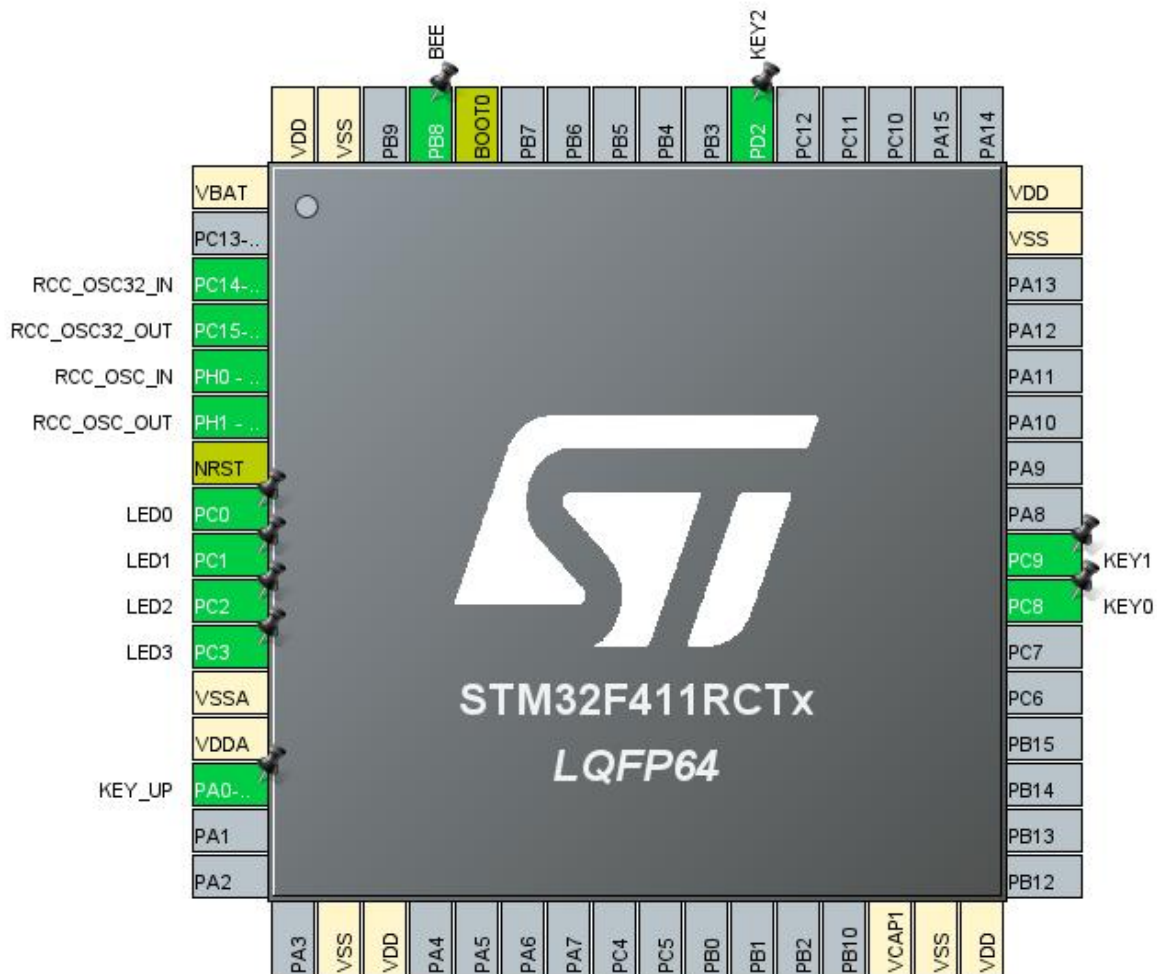 BEE
KEY2
VDD
VSS
PB9
PB8
BOOT0
PB7
PB6
PB5
PB4
PB3
PD2
PC12
PC11
PC10
PA15
PA14
VBAT
PC13-..
RCC_OSC32_IN PC14-..
RCC_OSC32_OUT PC15-..
RCC_OSC_IN PH0 - ..
RCC_OSC_OUT PH1 - ..
NRST
LED0 PC0
LED1 PC1
LED2 PC2
LED3 PC3
VSSA
VDDA
KEY_UP PA0-..
PA1
PA2
VDD
VSS
PA13
PA12
PA11
PA10
PA9
PA8
PC9 KEY1
PC8 KEY0
PC7
PC6
PB15
PB14
PB13
PB12
ST
STM32F411RCTx
LQFP64
PA3
VSS
VDD
PA4
PA5
PA6
PA7
PC4
PC5
PB0
PB1
PB2
PB10
VCAP1
VSS
VDD